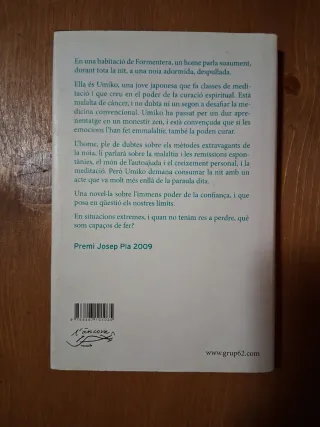 En una habitació de Formentera, un home parla suaument,
durant tota la nit, a una noia adormida, despullada.
Ella és Umiko, una jove japonesa que fa classes de medi-
tació i que creu en el poder de la curació espiritual. Està
malalta de càncer, i no dubta ni un segon a desafiar la
medicina convencional. Umiko ha passat per un dur apre-
nentatge en un monestir zen, i està convençuda que si les
emocions l'han fet emmalaltir, també la poden curar.
L'home, ple de dubtes sobre els mètodes extravagants de
la noia, li parlarà sobre la malaltia i les remissions espon-
tànies, el món de l'autoajuda i el creixement personal, i la
meditació. Però Umiko demana consumar la nit amb un
acte que va molt més enllà de la paraula dita.
Una novel·la sobre l'immens poder de la confiança, i que
posa en qüestió els nostres límits.
En situacions extremes, i quan no tenim res a perdre, què
som capaços de fer?
Premi Josep Pla 2009
l'àncora
www.grup62.com